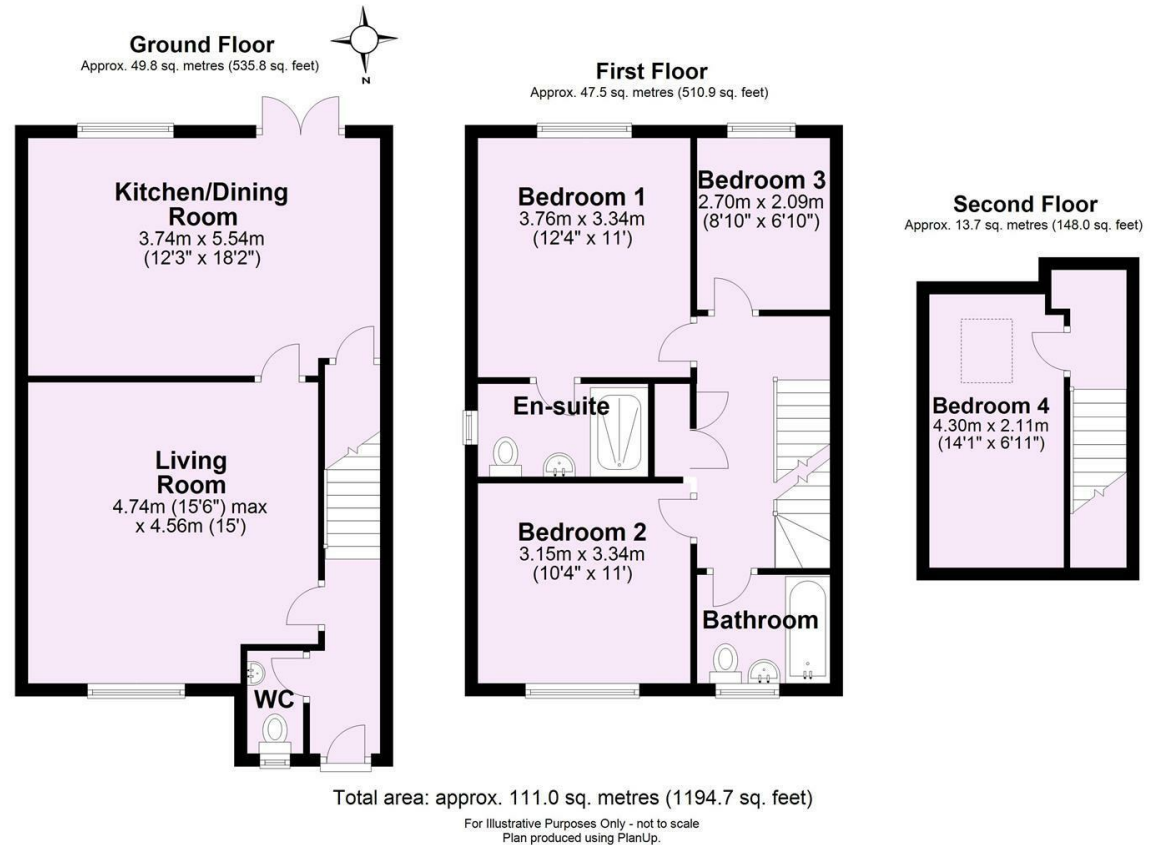 Ground Floor
Approx. 49.8 sq. metres (535.8 sq. feet)
N
Kitchen/Dining
Room
3.74m x 5.54m
(12'3" x 18'2")
Living
Room
4.74m (15'6") max
x 4.56m (15')
WC
First Floor
Approx. 47.5 sq. metres (510.9 sq. feet)
Bedroom 1
3.76m x 3.34m
(12'4" x 11')
Bedroom 3
2.70m x 2.09m
(8'10" x 6'10")
En-suite
Bedroom 2
3.15m x 3.34m
(10'4" x 11')
Bathroom
Second Floor
Approx. 13.7 sq. metres (148.0 sq. feet)
Bedroom 4
4.30m x 2.11m
(14'1" x 6'11")
Total area: approx. 111.0 sq. metres (1194.7 sq. feet)
For Illustrative Purposes Only - not to scale
Plan produced using PlanUp.